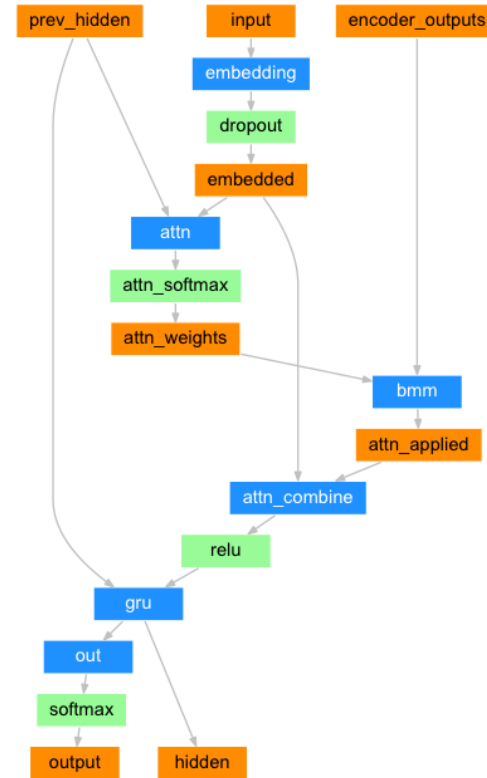 prev_hidden
input
encoder_outputs
embedding
dropout
embedded
attn
attn_softmax
attn_weights
bmm
attn_applied
attn_combine
relu
gru
out
softmax
output
hidden